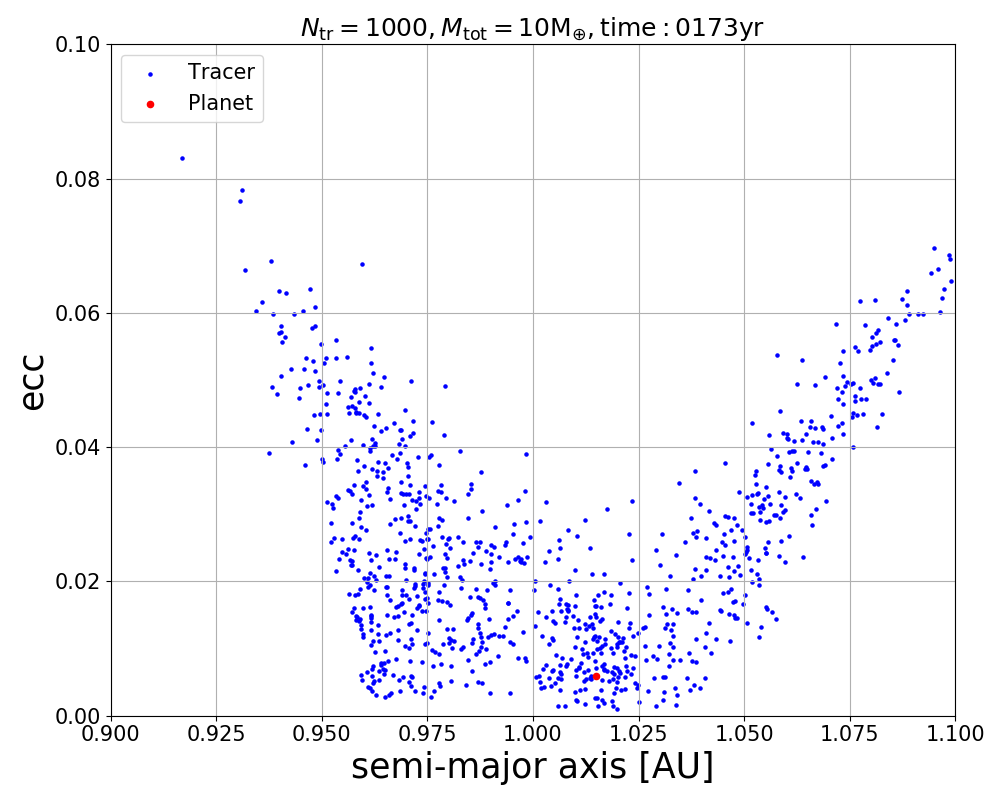 N_tr = 1000, M_tot = 10M_⊕, time : 0173yr
Tracer
Planet
0.10
0.08
0.06
0.04
0.02
0.00
ecc
0.900 0.925 0.950 0.975 1.000 1.025 1.050 1.075 1.100
semi-major axis [AU]